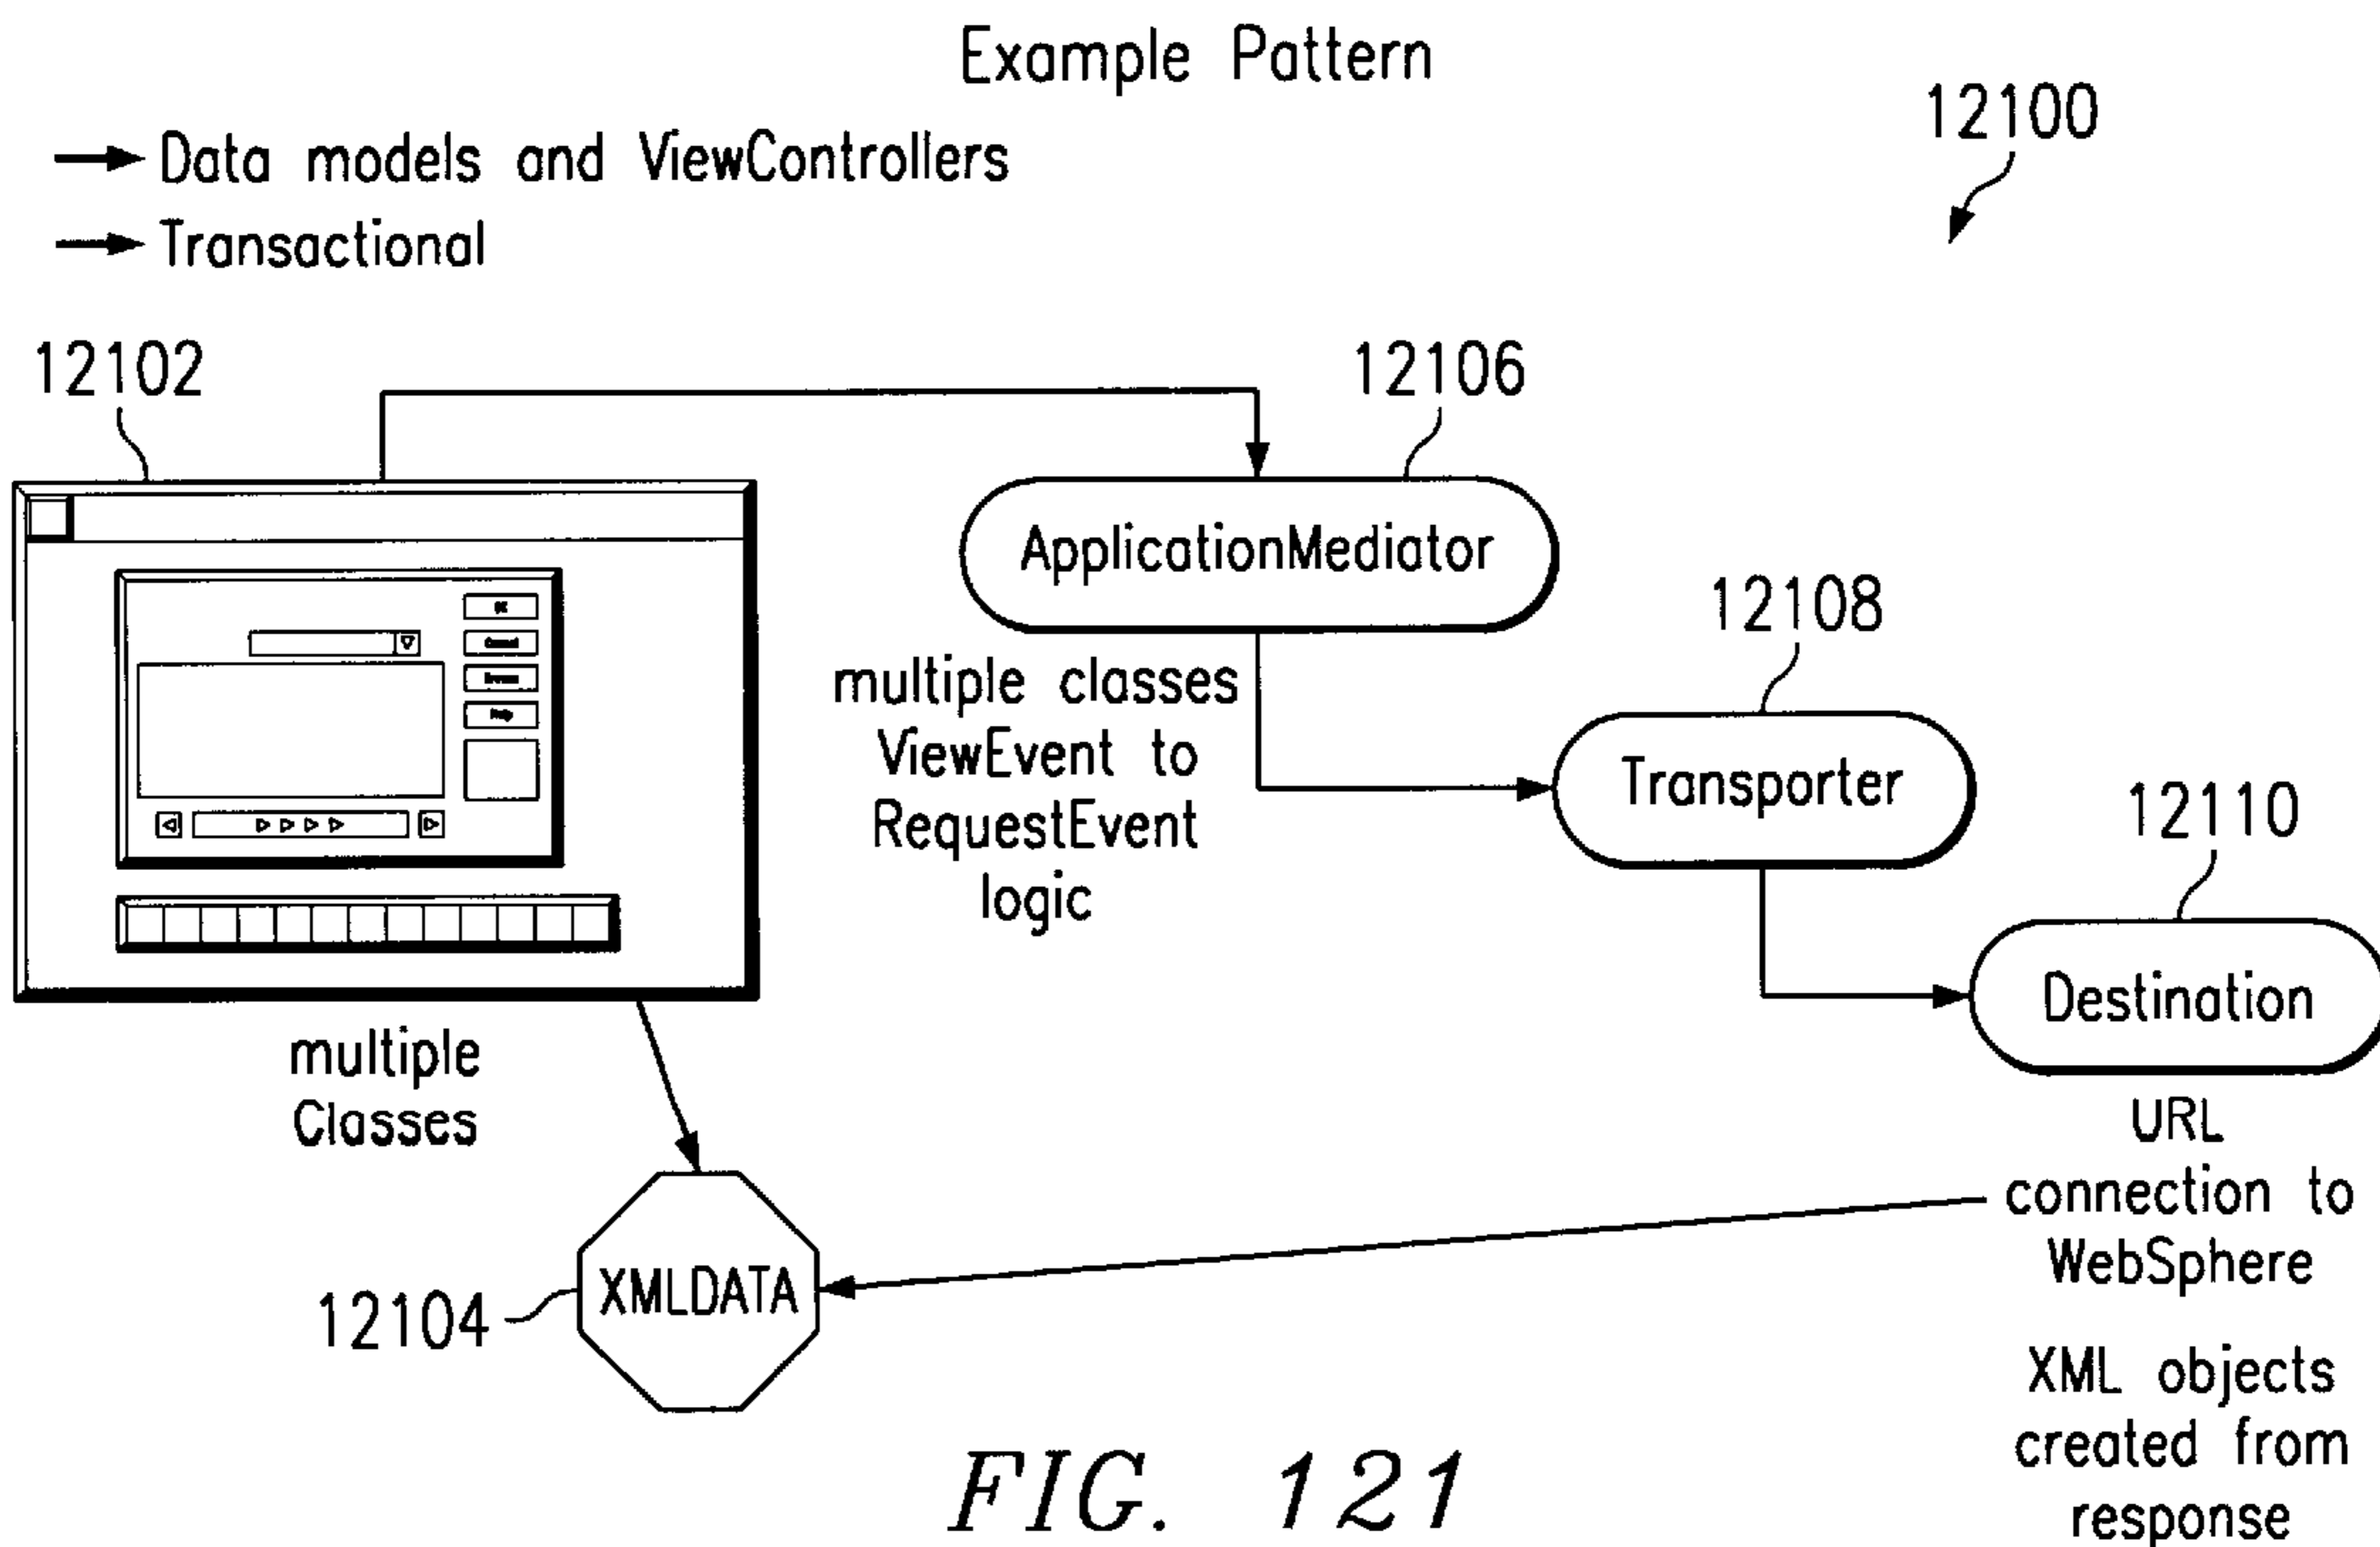 Example Pattern
12100
Data models and ViewControllers
Transactional
12102
12106
ApplicationMediator
12108
multiple classes
ViewEvent to
RequestEvent
logic
Transporter
12110
Destination
multiple
Classes
URL
connection to
WebSphere
XMLDATA
12104
XML objects
created from
response
FIG. 121